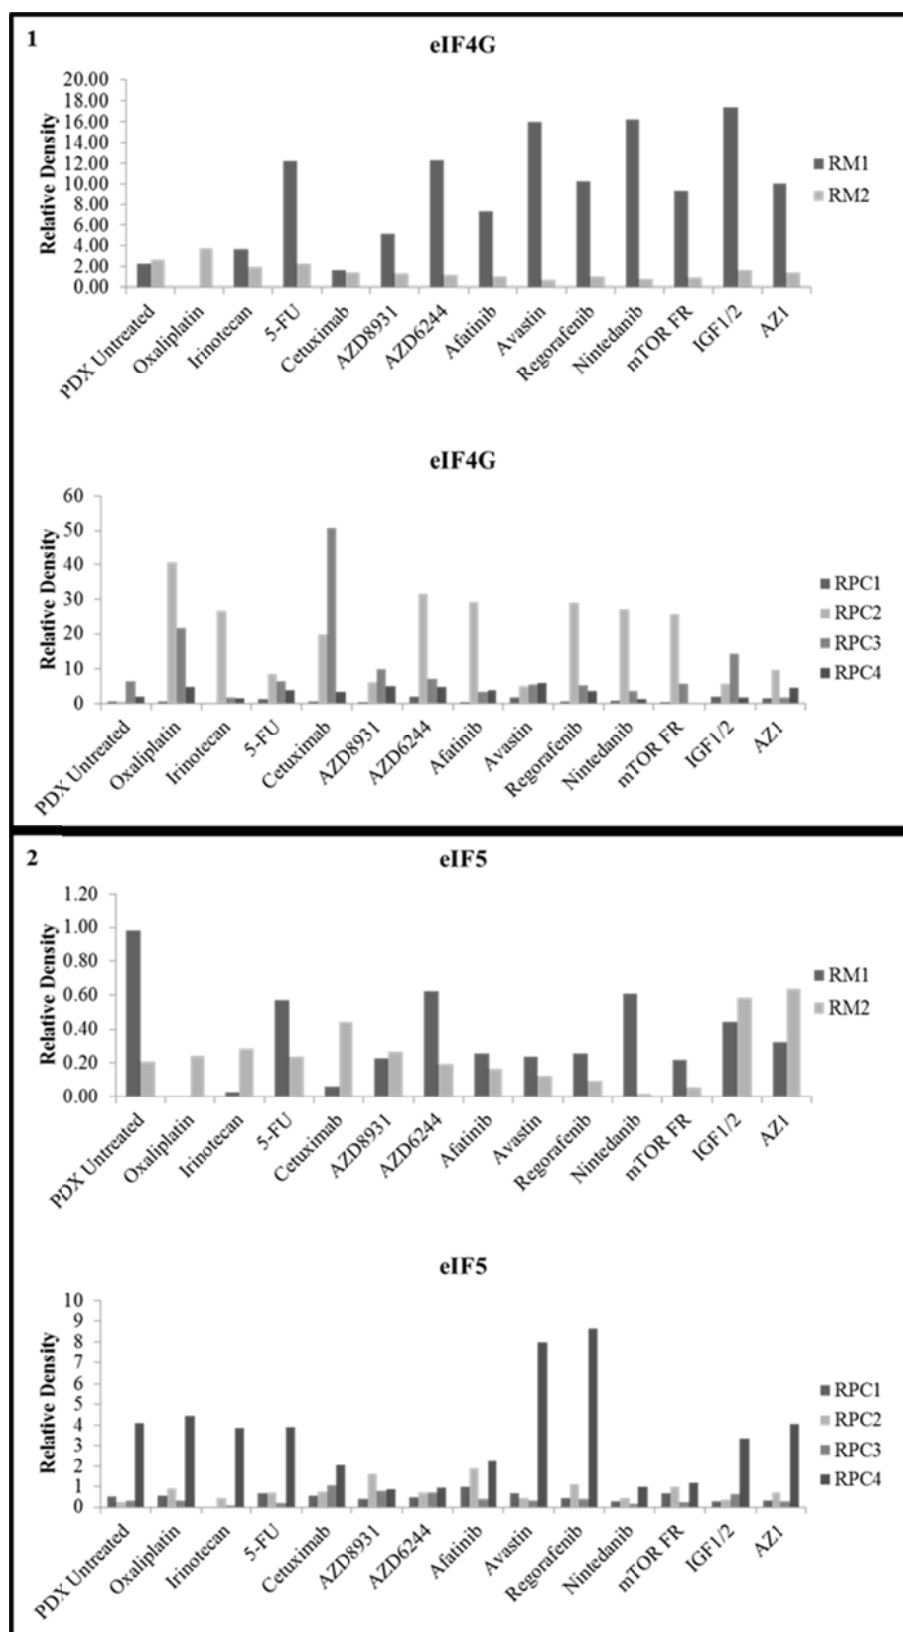 1
eIF4G
Relative Density
20.00
18.00
16.00
14.00
12.00
10.00
8.00
6.00
4.00
2.00
0.00
RM1
RM2
PDX Untreated
Oxaliplatin
Irinotecan
5-FU
Cetuximab
AZD8931
AZD6244
Afatinib
Avastin
Regorafenib
Nintedanib
mTOR FR
IGF1/2
AZ1
eIF4G
Relative Density
60
50
40
30
20
10
0
RPC1
RPC2
RPC3
RPC4
PDX Untreated
Oxaliplatin
Irinotecan
5-FU
Cetuximab
AZD8931
AZD6244
Afatinib
Avastin
Regorafenib
Nintedanib
mTOR FR
IGF1/2
AZ1
2
eIF5
Relative Density
1.20
1.00
0.80
0.60
0.40
0.20
0.00
RM1
RM2
PDX Untreated
Oxaliplatin
Irinotecan
5-FU
Cetuximab
AZD8931
AZD6244
Afatinib
Avastin
Regorafenib
Nintedanib
mTOR FR
IGF1/2
AZ1
eIF5
Relative Density
10
9
8
7
6
5
4
3
2
1
0
RPC1
RPC2
RPC3
RPC4
PDX Untreated
Oxaliplatin
Irinotecan
5-FU
Cetuximab
AZD8931
AZD6244
Afatinib
Avastin
Regorafenib
Nintedanib
mTOR FR
IGF1/2
AZ1